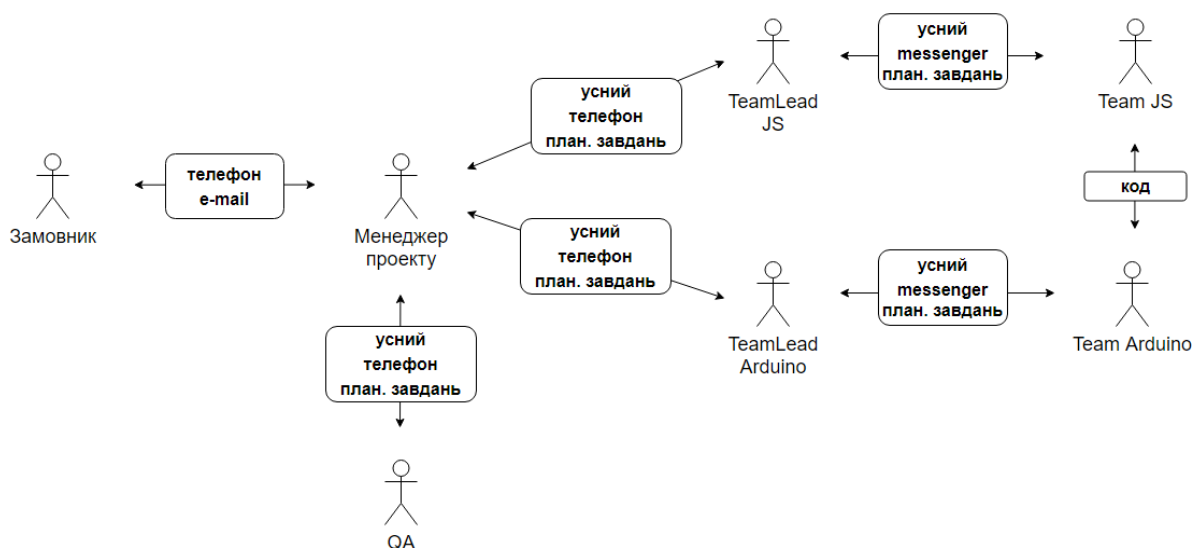 усний
messenger
план. завдань
TeamLead
JS
Team JS
усний
телефон
план. завдань
телефон
e-mail
код
Замовник
Менеджер
проекту
усний
телефон
план. завдань
усний
messenger
план. завдань
TeamLead
Arduino
Team Arduino
усний
телефон
план. завдань
QA